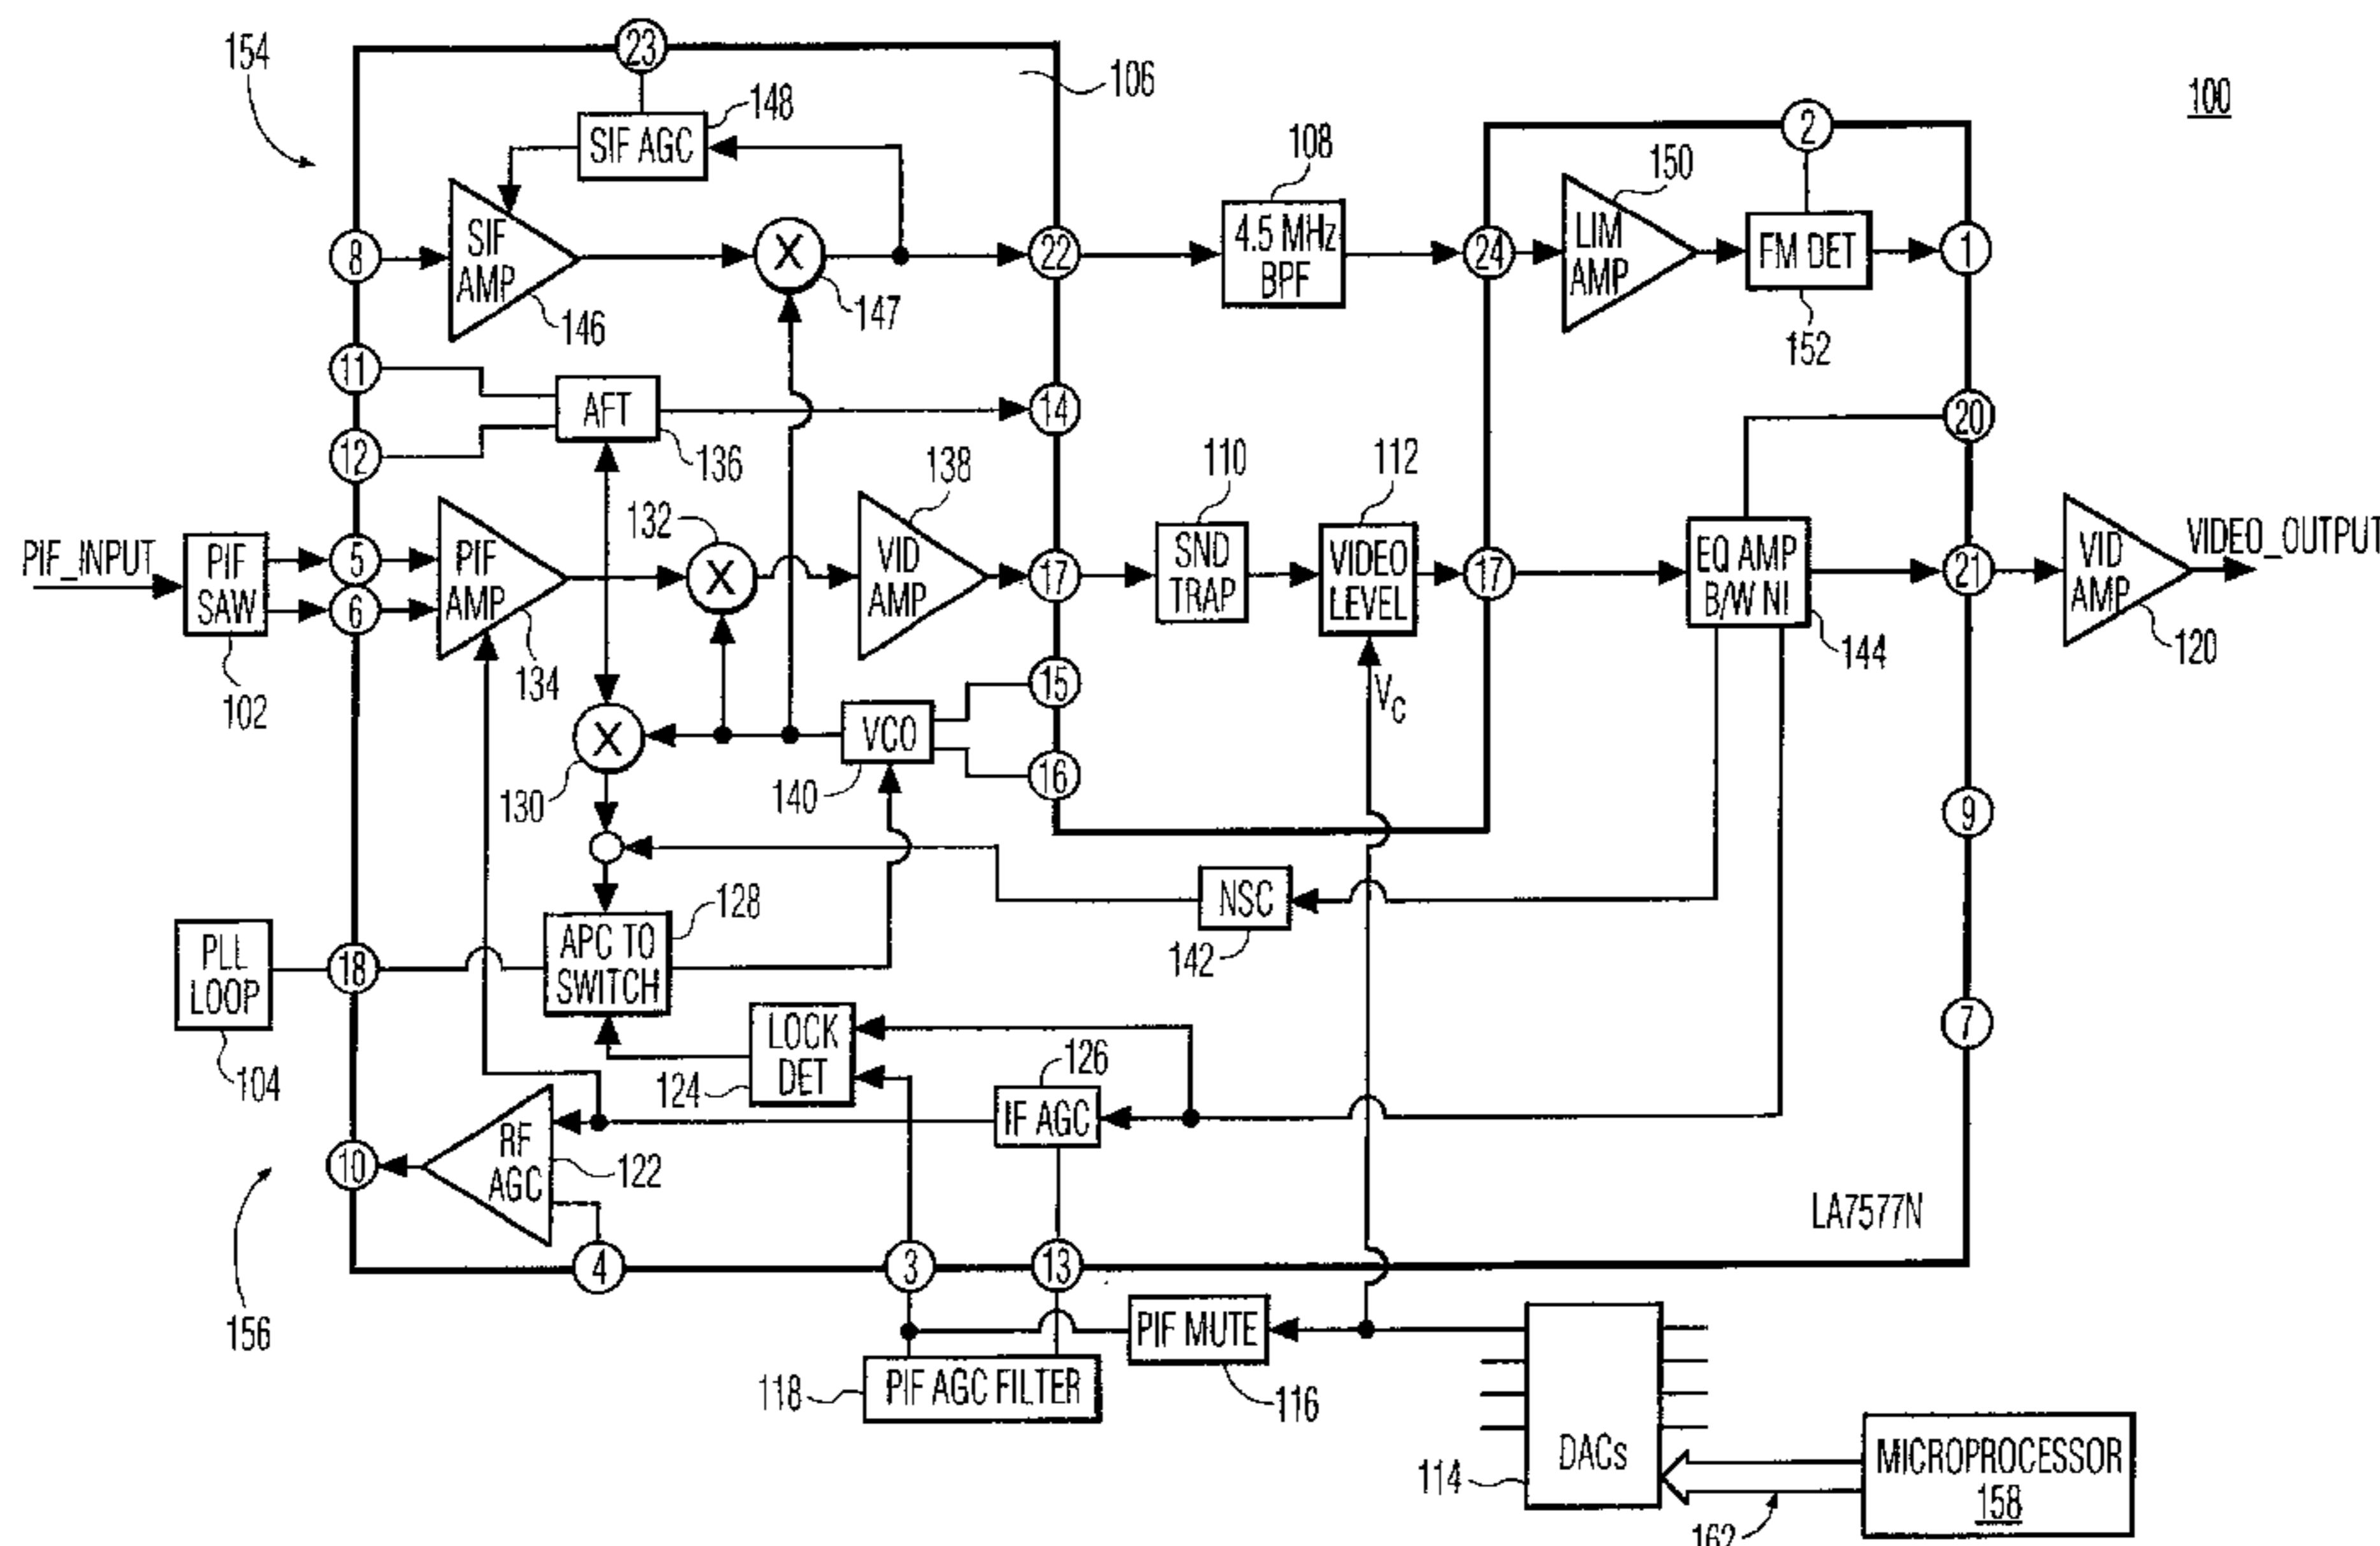 100
154
23
106
148
SIF AGC
108
2
150
8
SIF
AMP
146
X
147
22
4.5 MHz
BPF
24
LIM
AMP
FM DET
1
152
11
AFT
14
20
12
136
138
110
112
132
PIF_INPUT
PIF
SAW
5
6
PIF
AMP
X
VID
AMP
17
SND
TRAP
VIDEO
LEVEL
17
EQ AMP
B/W NI
21
VID
AMP
VIDEO_OUTPUT
102
134
15
VC
144
120
X
VCO
130
140
16
9
128
NSC
142
PLL
LOOP
18
APC TO
SWITCH
104
LOCK
DET
124
126
IF AGC
7
10
RF
AGC
122
LA7577N
4
3
13
156
PIF MUTE
118
PIF AGC FILTER
116
DACs
114
MICROPROCESSOR
158
162